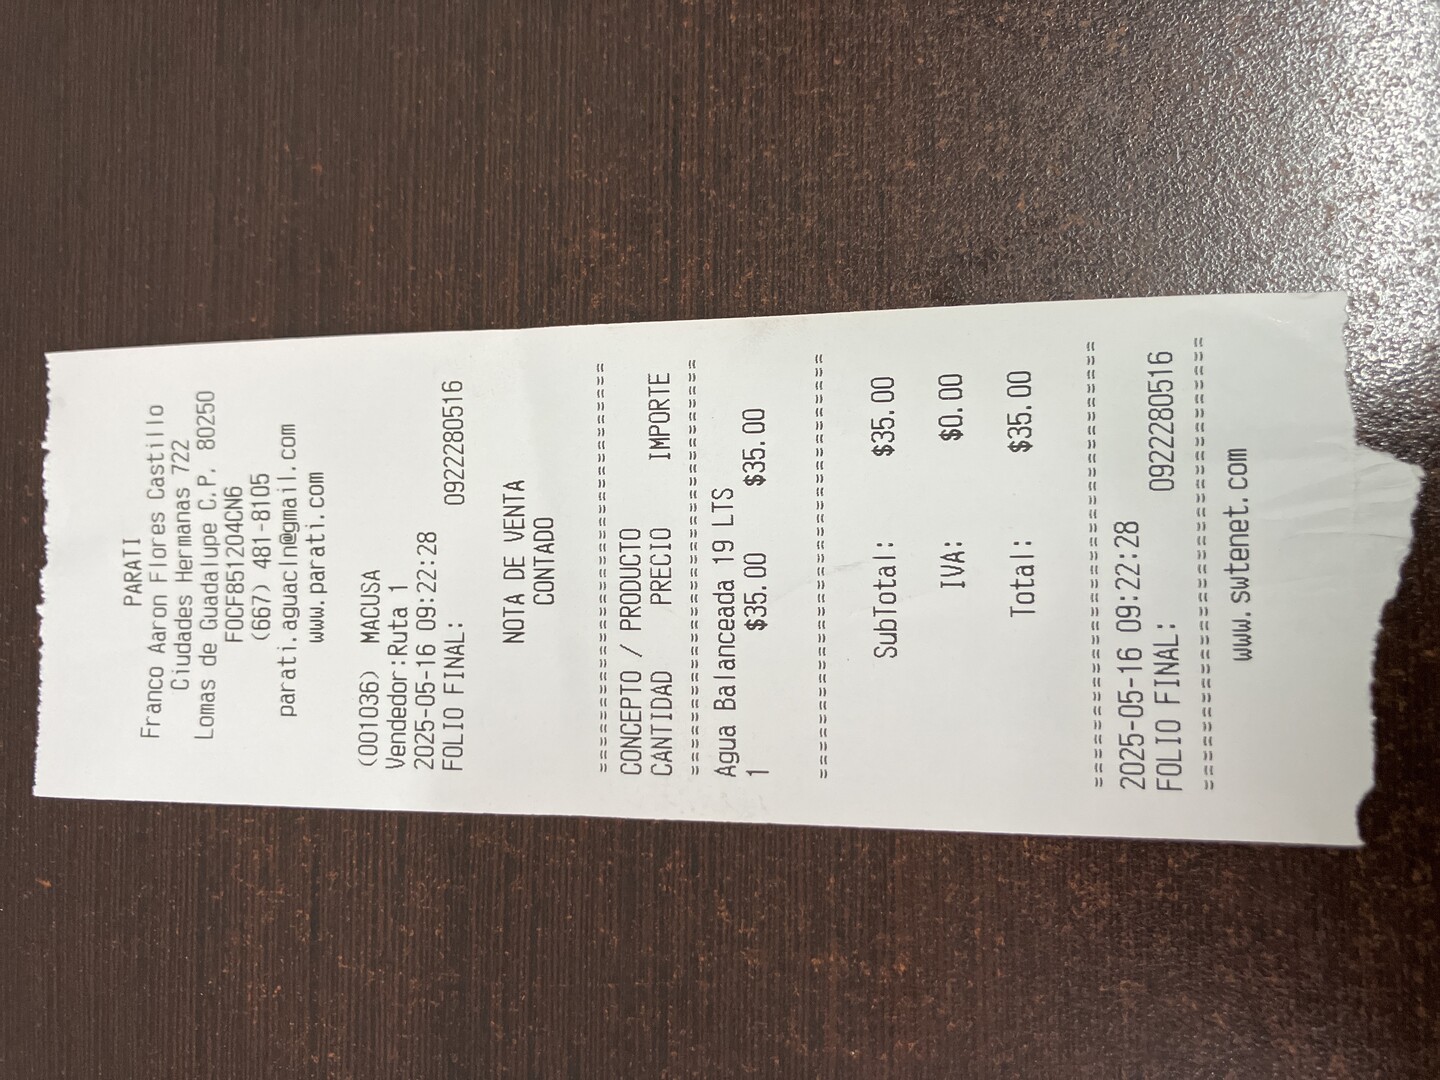 PARATI
Franco Aaron Flores Castillo
Ciudades Hermanas 722
Lomas de Guadalupe C.P. 80250
FOCF851204CN6
(667) 481-8105
parati.aguacln@gmail.com
www.parati.com
(001036) MACUSA
Vendedor:Ruta 1
2025-05-16 09:22:28
FOLIO FINAL: 0922280516
NOTA DE VENTA
CONTADO
==============================
CONCEPTO / PRODUCTO
CANTIDAD PRECIO IMPORTE
==============================
Agua Balanceada 19 LTS
1 $35.00 $35.00
==============================
SubTotal: $35.00
IVA: $0.00
Total: $35.00
==============================
2025-05-16 09:22:28
FOLIO FINAL: 0922280516
==============================
www.swtenet.com